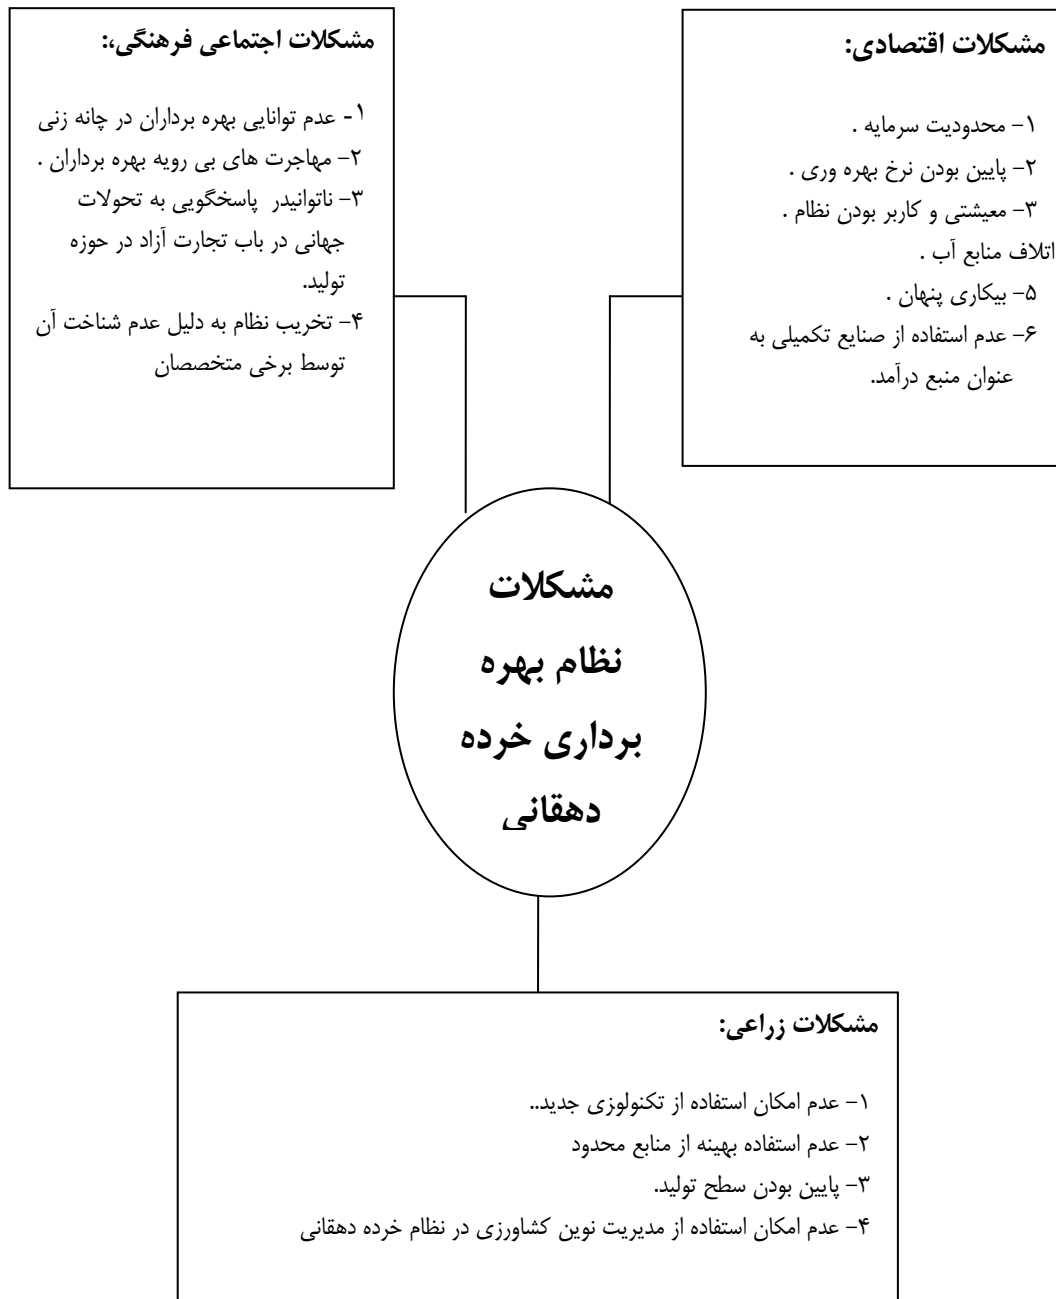 مشکلات اقتصادی:
۱- محدودیت سرمایه .
۲- پایین بودن نرخ بهره وری .
۳- معیشتی و کاربر بودن نظام .
اتلاف منابع آب .
۵- بیکاری پنهان .
۶- عدم استفاده از صنایع تکمیلی به
عنوان منبع درآمد.
مشکلات اجتماعی فرهنگی،:
۱- عدم توانایی بهره برداران در چانه زنی
۲- مهاجرت های بی رویه بهره برداران .
۳- ناتوانیدر پاسخگویی به تحولات
جهانی در باب تجارت آزاد در حوزه
تولید.
۴- تخریب نظام به دلیل عدم شناخت آن
توسط برخی متخصصان
مشکلات
نظام بهره
برداری خرده
دهقانی
مشکلات زراعی:
۱- عدم امکان استفاده از تکنولوزی جدید..
۲- عدم استفاده بهینه از منابع محدود
۳- پایین بودن سطح تولید.
۴- عدم امکان استفاده از مدیریت نوین کشاورزی در نظام خرده دهقانی